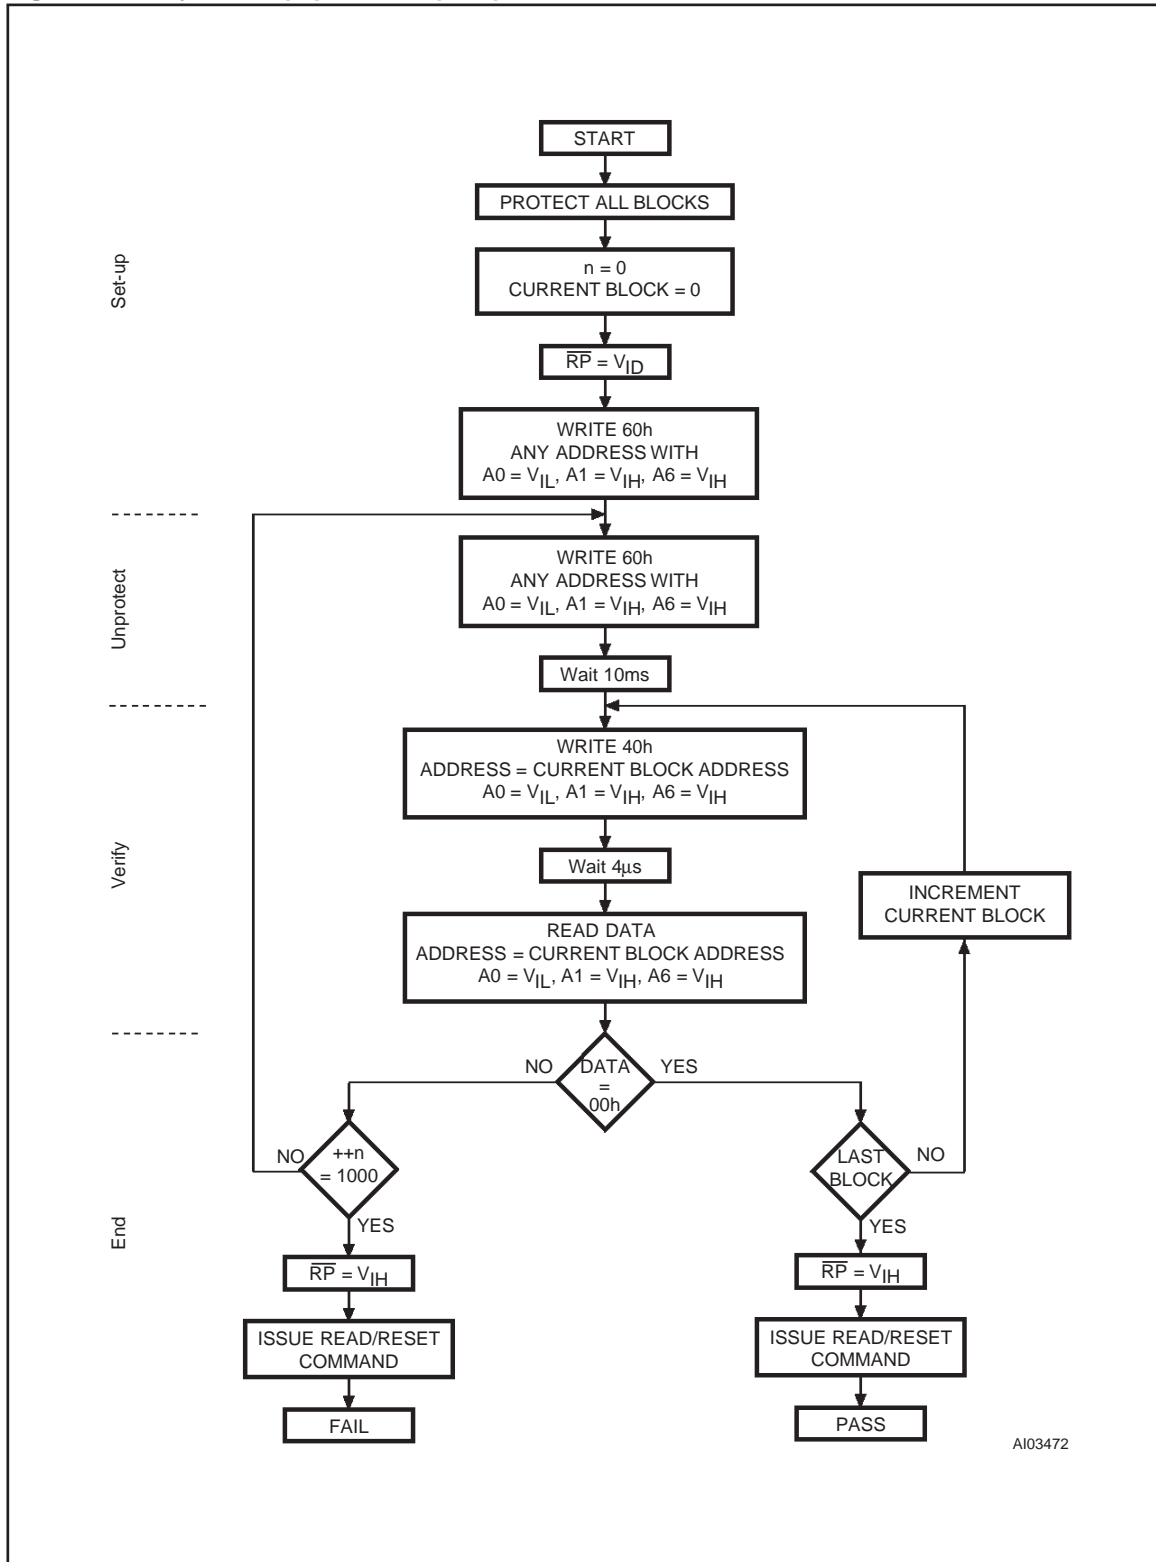 START
PROTECT ALL BLOCKS
n = 0
CURRENT BLOCK = 0
Set-up
RP = VID
WRITE 60h
ANY ADDRESS WITH
A0 = VIL, A1 = VIH, A6 = VIH
WRITE 60h
ANY ADDRESS WITH
A0 = VIL, A1 = VIH, A6 = VIH
Unprotect
Wait 10ms
WRITE 40h
ADDRESS = CURRENT BLOCK ADDRESS
A0 = VIL, A1 = VIH, A6 = VIH
Verify
Wait 4µs
INCREMENT
CURRENT BLOCK
READ DATA
ADDRESS = CURRENT BLOCK ADDRESS
A0 = VIL, A1 = VIH, A6 = VIH
NO
DATA
=
00h
YES
NO
++n
= 1000
YES
LAST
BLOCK
NO
YES
End
RP = VIH
RP = VIH
ISSUE READ/RESET
COMMAND
ISSUE READ/RESET
COMMAND
FAIL
PASS
AI03472